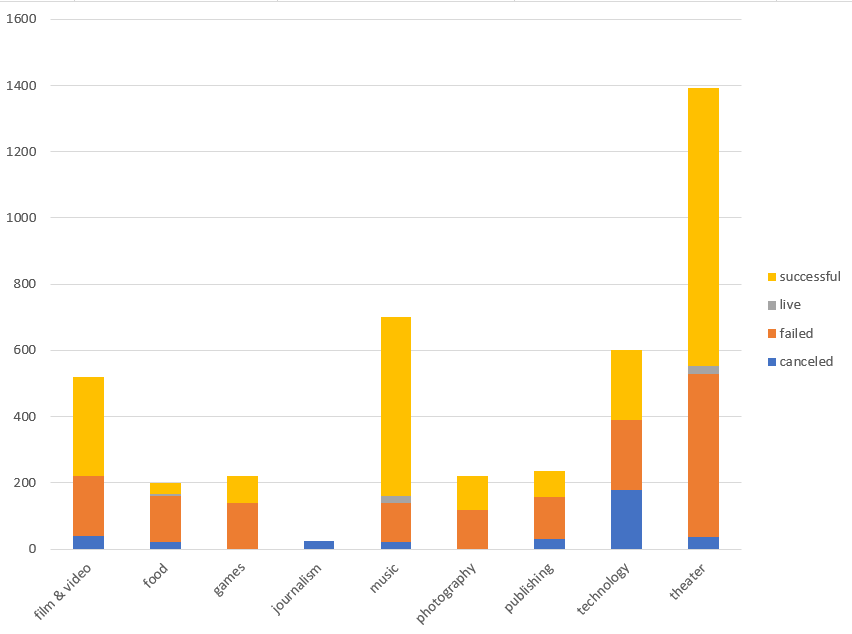 1600
1400
1200
1000
800
600
400
200
0
successful
live
failed
canceled
film & video
food
games
journalism
music
photography
publishing
technology
theater